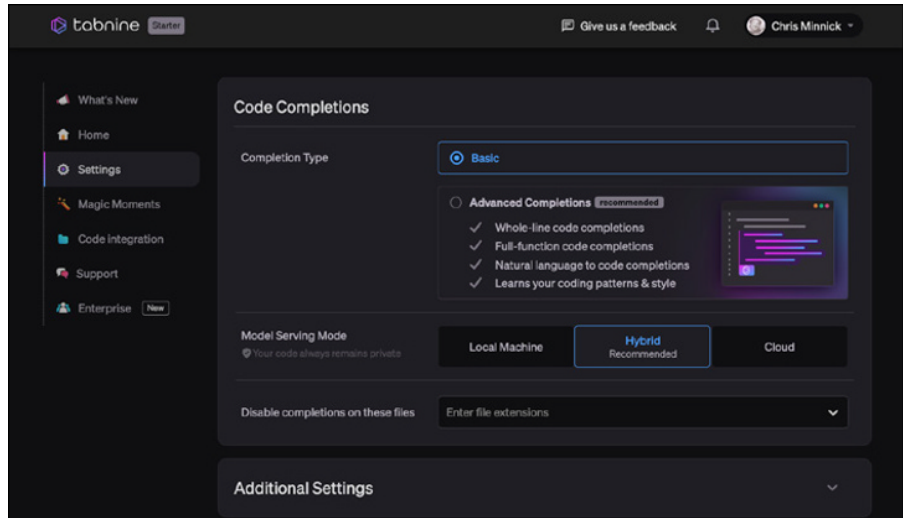 tabnine Starter
Give us a feedback
Chris Minnick
What's New
Home
Settings
Magic Moments
Code integration
Support
Enterprise New
Code Completions
Completion Type
Basic
Advanced Completions recommended
Whole-line code completions
Full-function code completions
Natural language to code completions
Learns your coding patterns & style
Model Serving Mode
Your code always remains private
Local Machine
Hybrid
Recommended
Cloud
Disable completions on these files
Enter file extensions
Additional Settings